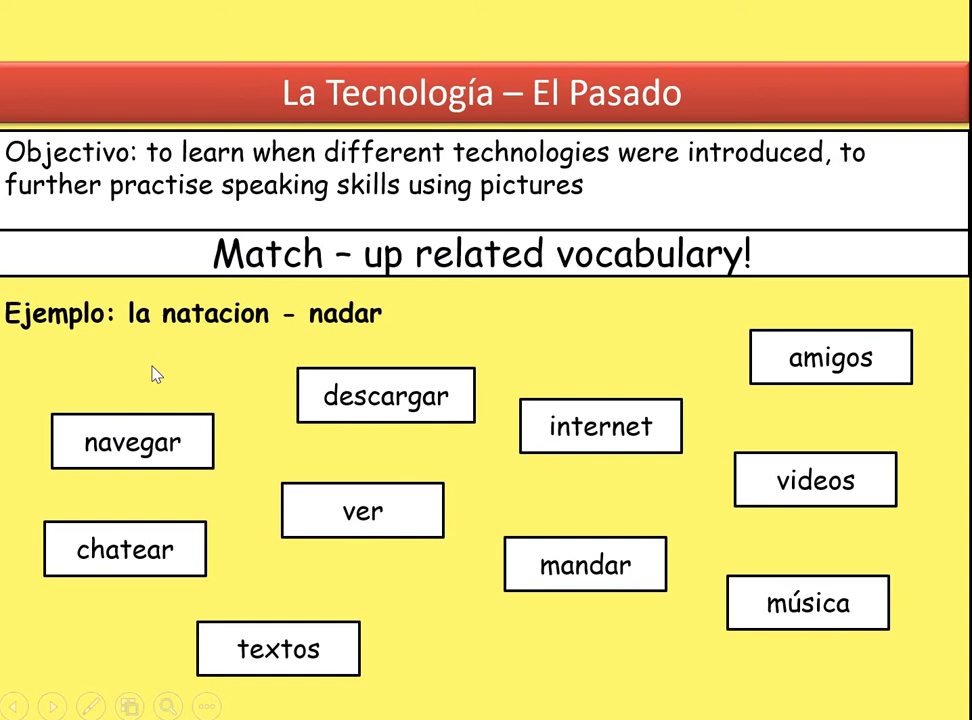 La Tecnología – El Pasado
Objectivo: to learn when different technologies were introduced, to
further practise speaking skills using pictures
Match – up related vocabulary!
Ejemplo: la natacion - nadar
amigos
descargar
internet
navegar
videos
ver
chatear
mandar
música
textos